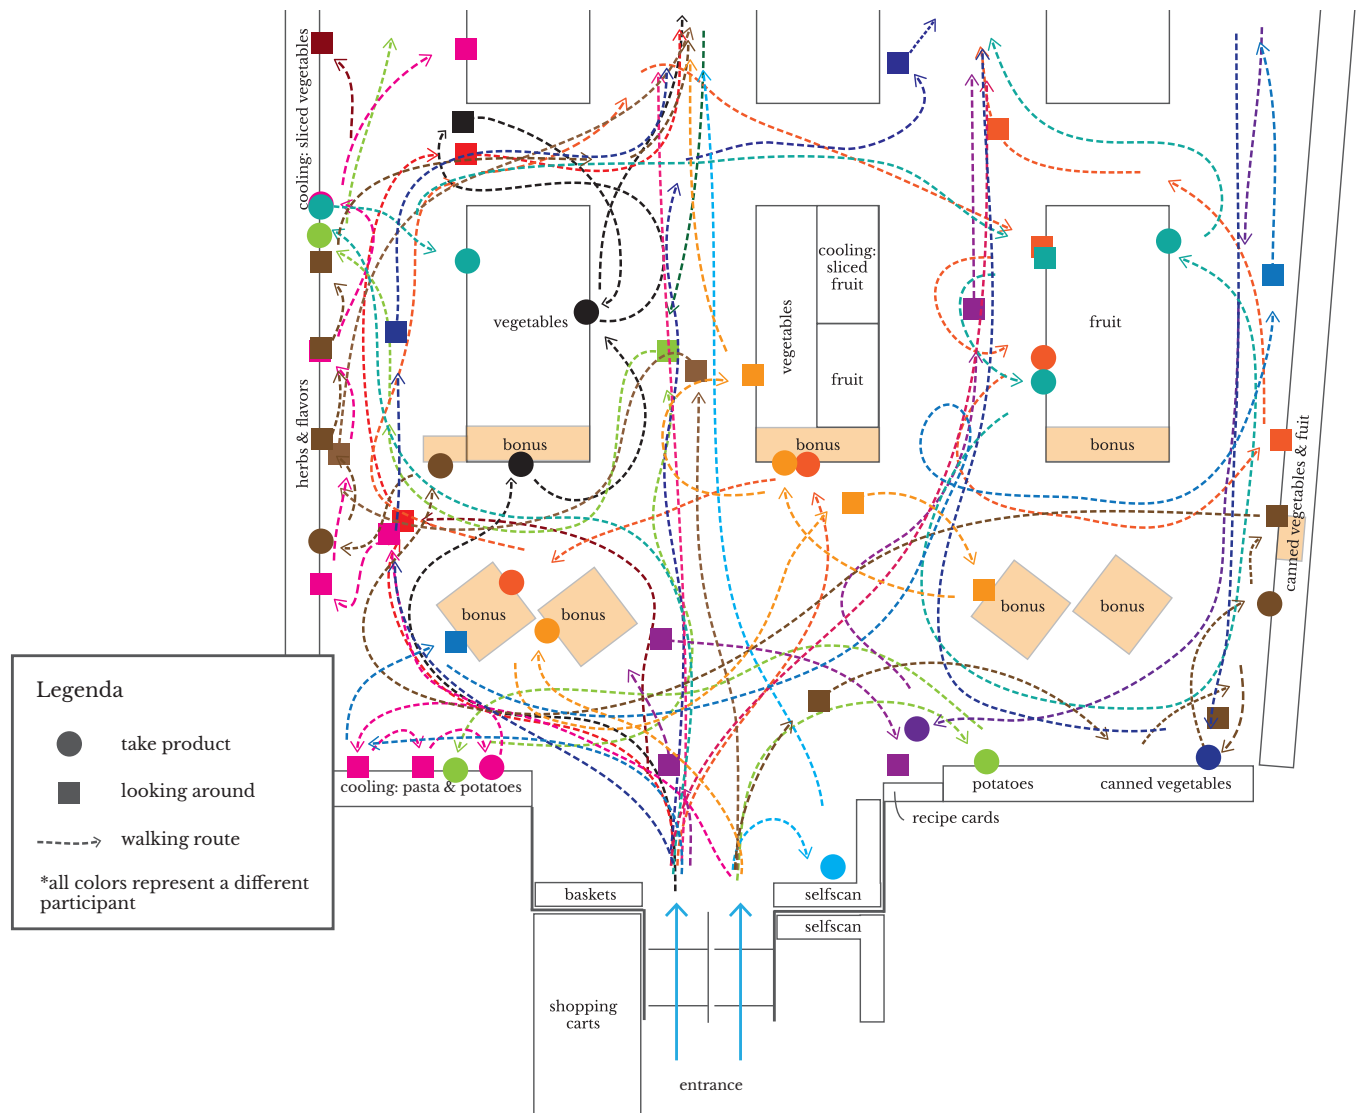 cooling: sliced vegetables
herbs & flavors
vegetables
bonus
vegetables
cooling:
sliced
fruit
fruit
bonus
fruit
bonus
canned vegetables & fuit
bonus
bonus
bonus
bonus
Legenda
take product
looking around
walking route
*all colors represent a different
participant
cooling: pasta & potatoes
potatoes
canned vegetables
recipe cards
baskets
selfscan
selfscan
shopping
carts
entrance